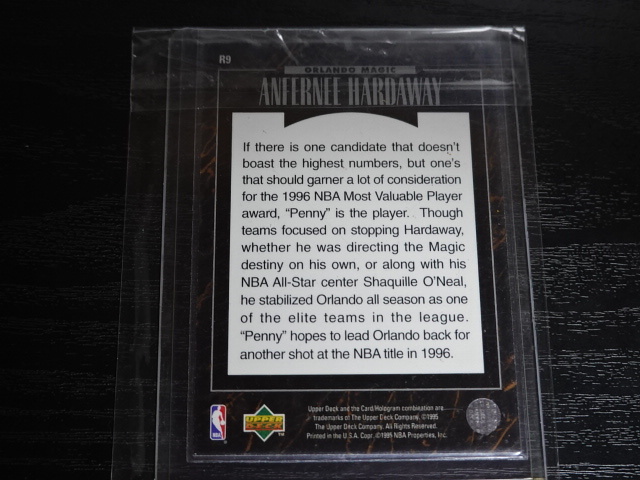 R9
ORLANDO MAGIC
ANFERNEE HARDAWAY
If there is one candidate that doesn't
boast the highest numbers, but one's
that should garner a lot of consideration
for the 1996 NBA Most Valuable Player
award, "Penny" is the player. Though
teams focused on stopping Hardaway,
whether he was directing the Magic
destiny on his own, or along with his
NBA All-Star center Shaquille O'Neal,
he stabilized Orlando all season as one
of the elite teams in the league.
"Penny" hopes to lead Orlando back for
another shot at the NBA title in 1996.
Upper Deck and the Card/Hologram combination are
trademarks of The Upper Deck Company. ©1995
The Upper Deck Company. All Rights Reserved.
Printed in the U.S.A. Copr. ©1995 NBA Properties, Inc.
NBA
UPPER DECK
TM